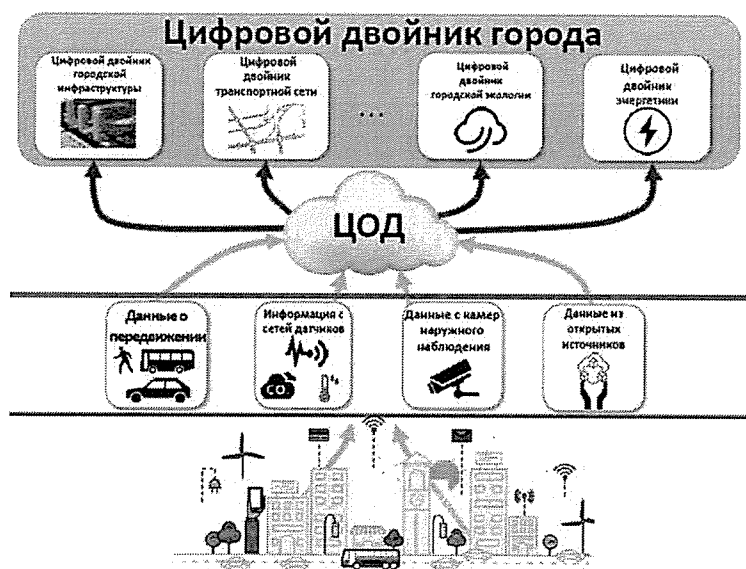 Цифровой двойник города
Цифровой двойник
городской
инфраструктуры
Цифровой
двойник
транспортной сети
...
Цифровой
двойник
городской экологии
Цифровой
двойник
энергетики
ЦОД
Данные о
передвижении
Информация с
сетей датчиков
CO
Данные с камер
наружного
наблюдения
Данные из
открытых
источников